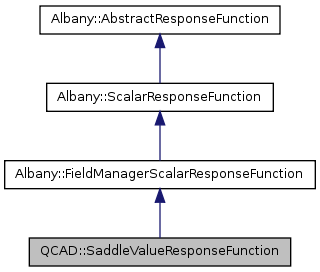 Albany::AbstractResponseFunction
Albany::ScalarResponseFunction
Albany::FieldManagerScalarResponseFunction
QCAD::SaddleValueResponseFunction